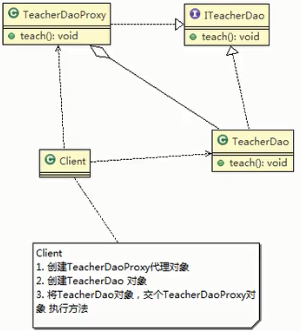 C TeacherDaoProxy
teach(): void
I ITeacherDao
teach(): void
C TeacherDao
teach(): void
C Client
Client
1. 创建TeacherDaoProxy代理对象
2. 创建TeacherDao 对象
3. 将TeacherDao对象，交个TeacherDaoProxy对
象 执行方法